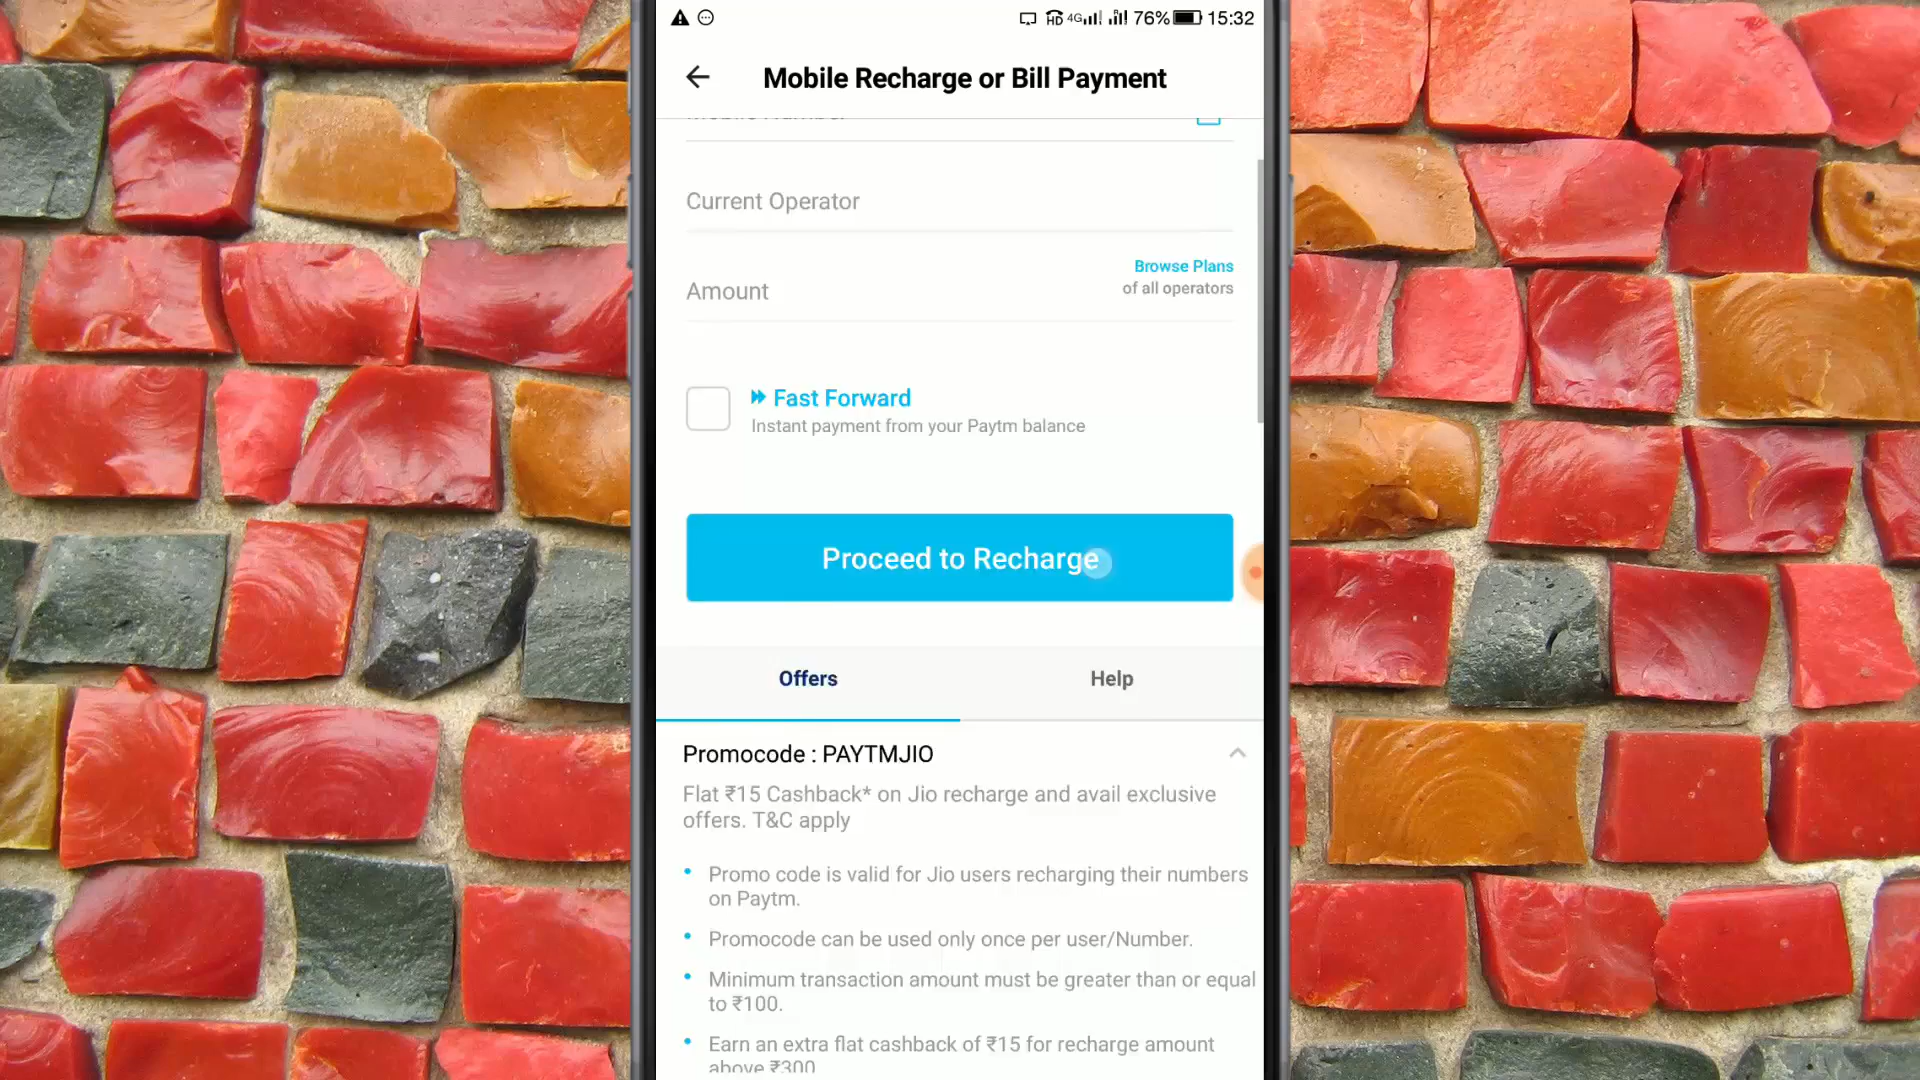 HD 4G 76% 15:32
Mobile Recharge or Bill Payment
Current Operator
Browse Plans
Amount
of all operators
Fast Forward
Instant payment from your Paytm balance
Proceed to Recharge
Offers Help
Promocode : PAYTMJIO
Flat ₹15 Cashback* on Jio recharge and avail exclusive
offers. T&C apply
• Promo code is valid for Jio users recharging their numbers
on Paytm.
• Promocode can be used only once per user/Number.
• Minimum transaction amount must be greater than or equal
to ₹100.
• Earn an extra flat cashback of ₹15 for recharge amount
above ₹300